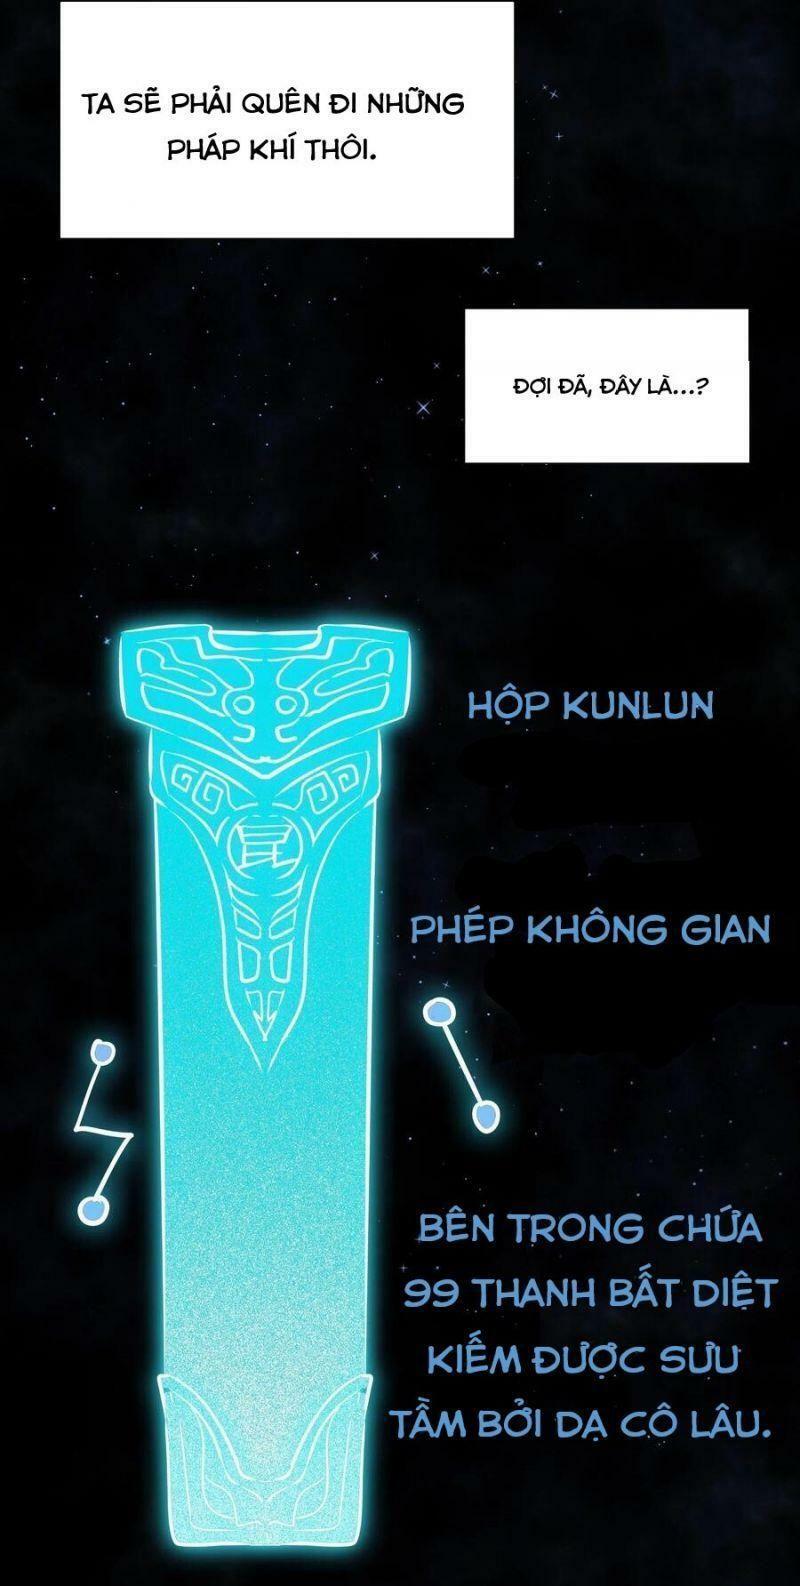 TA SẼ PHẢI QUÊN ĐI NHỮNG
PHÁP KHÍ THÔI.
ĐỢI ĐÃ, ĐÂY LÀ...?
HỘP KUNLUN
昆
PHÉP KHÔNG GIAN
BÊN TRONG CHỨA
99 THANH BẤT DIỆT
KIẾM ĐƯỢC SƯU
TẦM BỞI DẠ CÔ LÂU.